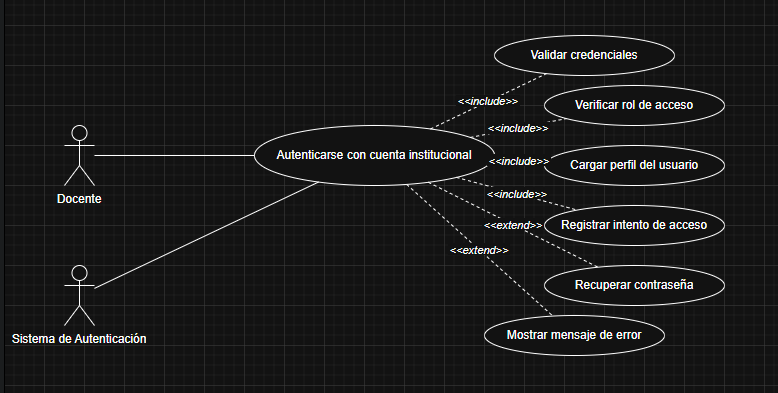 Validar credenciales
<<include>>
Verificar rol de acceso
<<include>>
Autenticarse con cuenta institucional
<<include>>
Cargar perfil del usuario
<<include>>
Docente
Registrar intento de acceso
<<extend>>
<<extend>>
Recuperar contraseña
Sistema de Autenticación
Mostrar mensaje de error